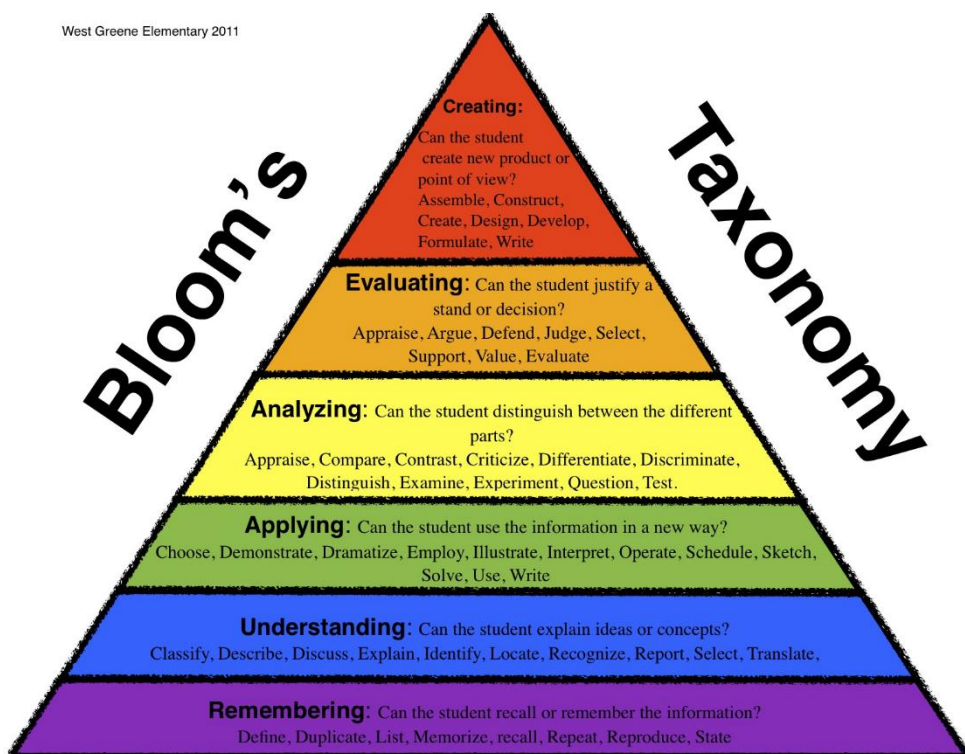 West Greene Elementary 2011
Bloom's
Taxonomy
Creating:
Can the student
create new product or
point of view?
Assemble, Construct,
Create, Design, Develop,
Formulate, Write
Evaluating: Can the student justify a
stand or decision?
Appraise, Argue, Defend, Judge, Select,
Support, Value, Evaluate
Analyzing: Can the student distinguish between the different
parts?
Appraise, Compare, Contrast, Criticize, Differentiate, Discriminate,
Distinguish, Examine, Experiment, Question, Test.
Applying: Can the student use the information in a new way?
Choose, Demonstrate, Dramatize, Employ, Illustrate, Interpret, Operate, Schedule, Sketch,
Solve, Use, Write
Understanding: Can the student explain ideas or concepts?
Classify, Describe, Discuss, Explain, Identify, Locate, Recognize, Report, Select, Translate,
Remembering: Can the student recall or remember the information?
Define, Duplicate, List, Memorize, recall, Repeat, Reproduce, State